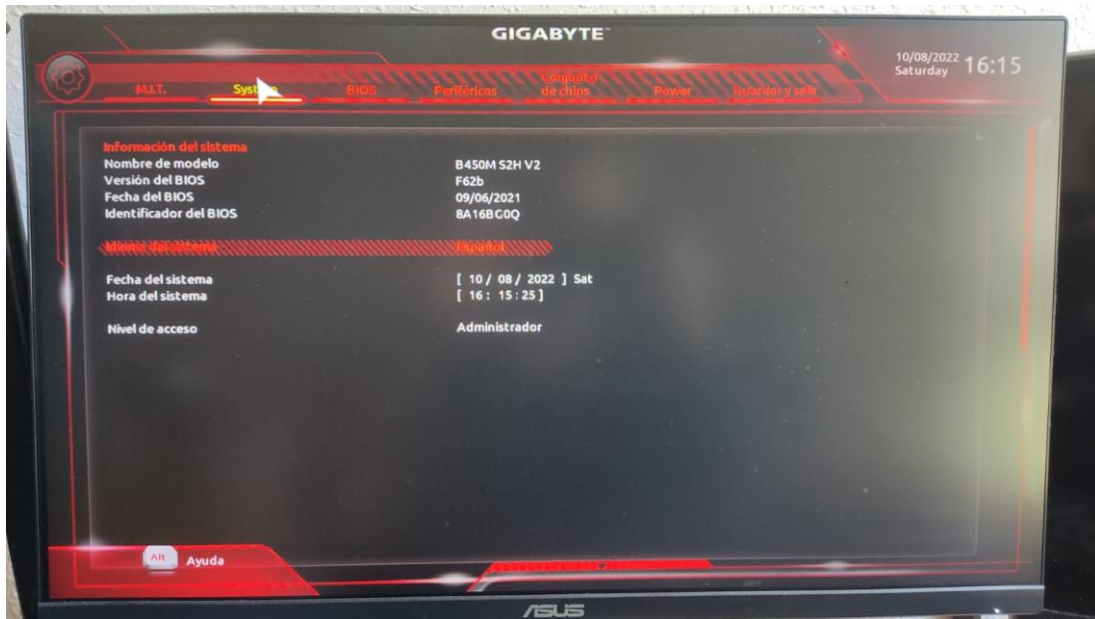 GIGABYTE
10/08/2022
Saturday 16:15
M.I.T. System BIOS Periféricos Conjunto de chips Power Guardar y salir
Información del sistema
Nombre de modelo B450M S2H V2
Versión del BIOS F62b
Fecha del BIOS 09/06/2021
Identificador del BIOS 8A16BG0Q
Idioma del sistema Español
Fecha del sistema [ 10 / 08 / 2022 ] Sat
Hora del sistema [ 16 : 15 : 25 ]
Nivel de acceso Administrador
Alt Ayuda
ASUS